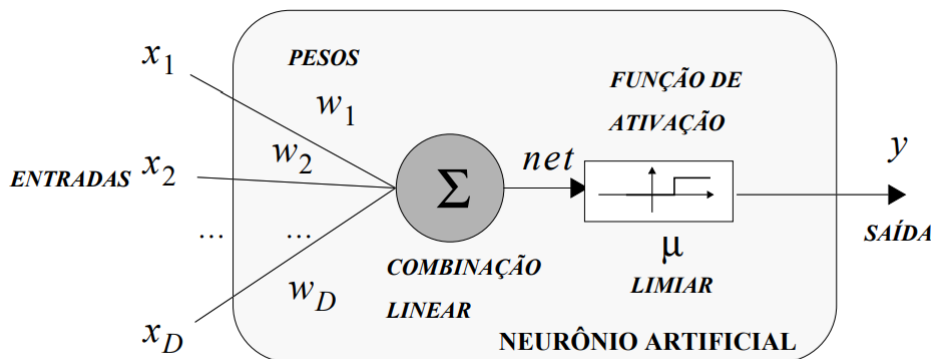 x1
PESOS
FUNÇÃO DE
ATIVAÇÃO
w1
w2
net
y
ENTRADAS x2
Σ
... ...
SAÍDA
COMBINAÇÃO
LINEAR
μ
LIMIAR
wD
xD
NEURÔNIO ARTIFICIAL